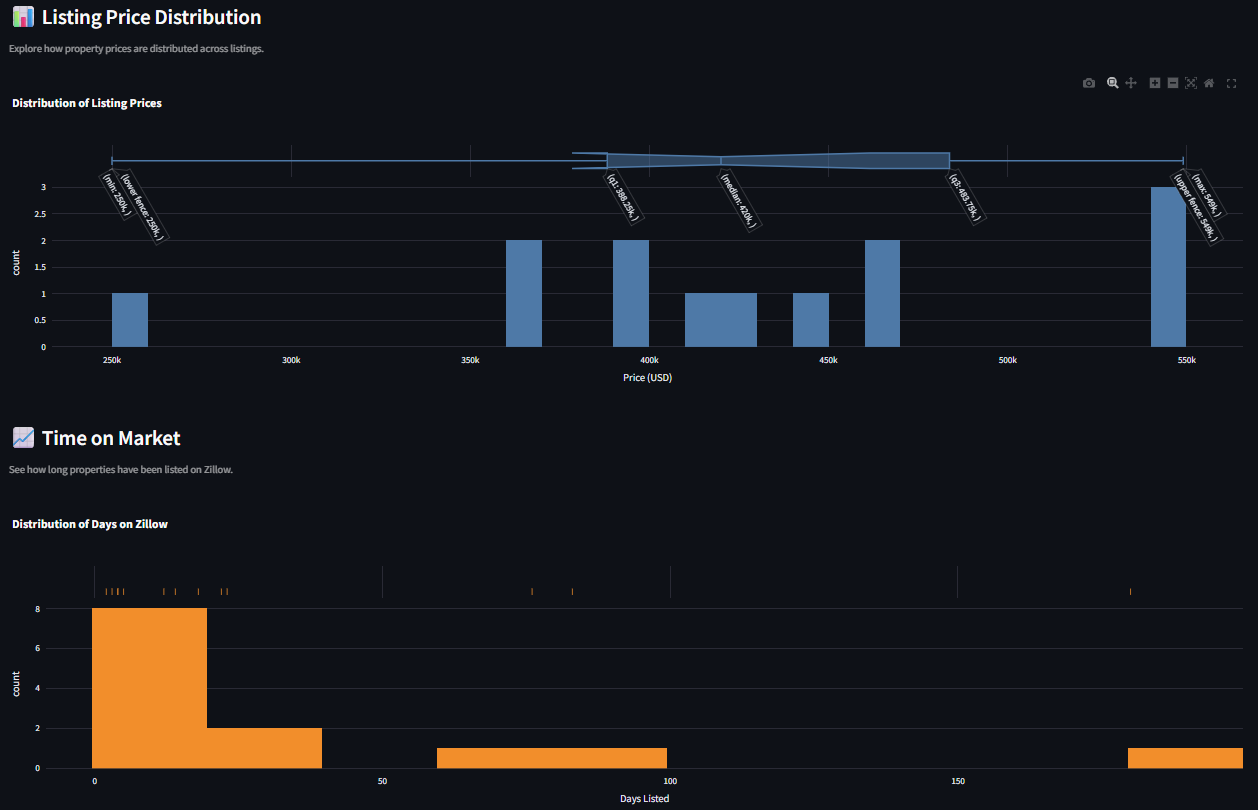 Listing Price Distribution
Explore how property prices are distributed across listings.
Distribution of Listing Prices
(min: 250k, )
(lower fence: 250k, )
(q1: 388.25k, )
(median: 420k, )
(q3: 483.75k, )
(upper fence: 549k, )
(max: 549k, )
3
2.5
2
1.5
1
0.5
0
count
250k 300k 350k 400k 450k 500k 550k
Price (USD)
Time on Market
See how long properties have been listed on Zillow.
Distribution of Days on Zillow
8
6
4
2
0
count
0 50 100 150
Days Listed